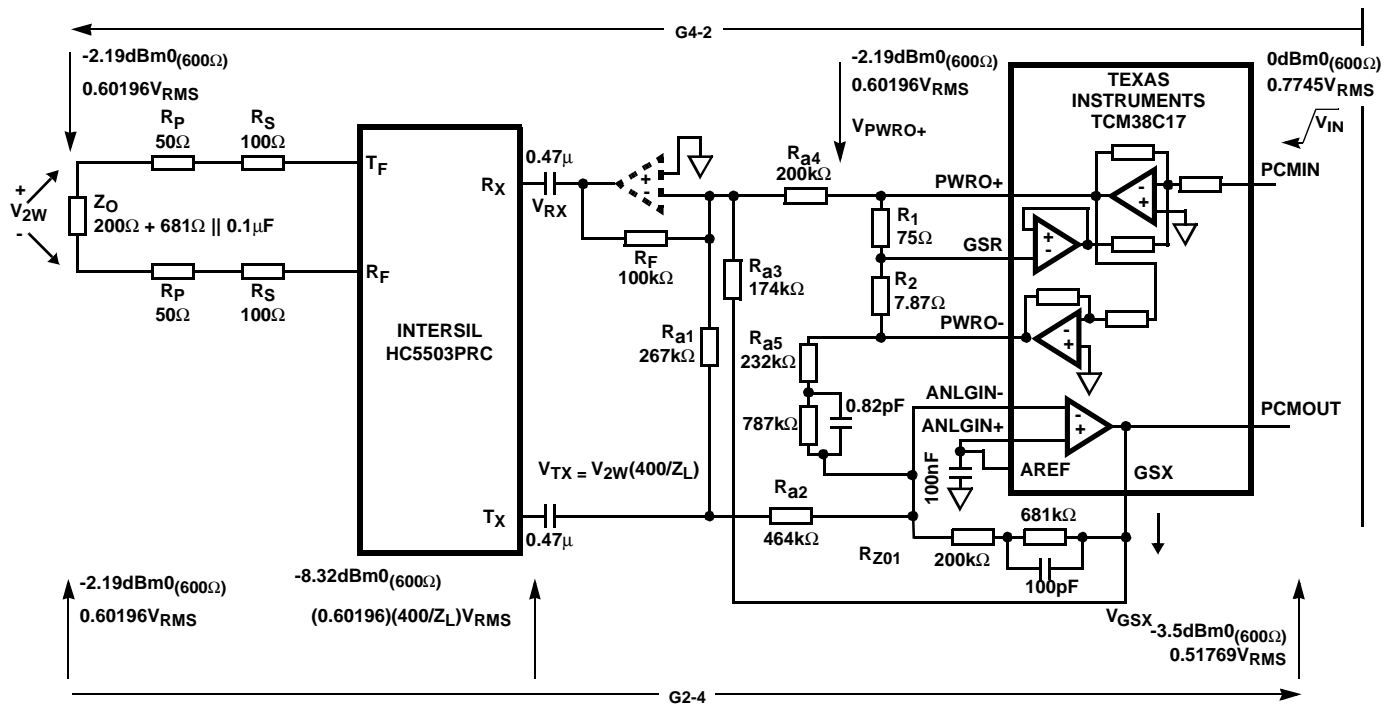 G4-2
-2.19dBm0(600Ω)
0.60196VRMS
-2.19dBm0(600Ω)
0.60196VRMS
VPWRO+
TEXAS
INSTRUMENTS
TCM38C17
0dBm0(600Ω)
0.7745VRMS
VIN
RP
50Ω
RS
100Ω
TF
0.47μ
RX
VRX
+
-
Ra4
200kΩ
PWRO+
-
+
PCMIN
+
V2W
-
ZO
200Ω + 681Ω || 0.1μF
R1
75Ω
GSR
+
-
RF
100kΩ
Ra3
174kΩ
R2
7.87Ω
RF
RP
50Ω
RS
100Ω
INTERSIL
HC5503PRC
Ra1
267kΩ
PWRO-
-
+
Ra5
232kΩ
0.82pF
787kΩ
ANLGIN-
ANLGIN+
-
+
PCMOUT
100nF
AREF
GSX
VTX = V2W(400/ZL)
TX
0.47μ
Ra2
464kΩ
RZ01
200kΩ
681kΩ
100pF
-2.19dBm0(600Ω)
0.60196VRMS
-8.32dBm0(600Ω)
(0.60196)(400/ZL)VRMS
VGSX
-3.5dBm0(600Ω)
0.51769VRMS
G2-4